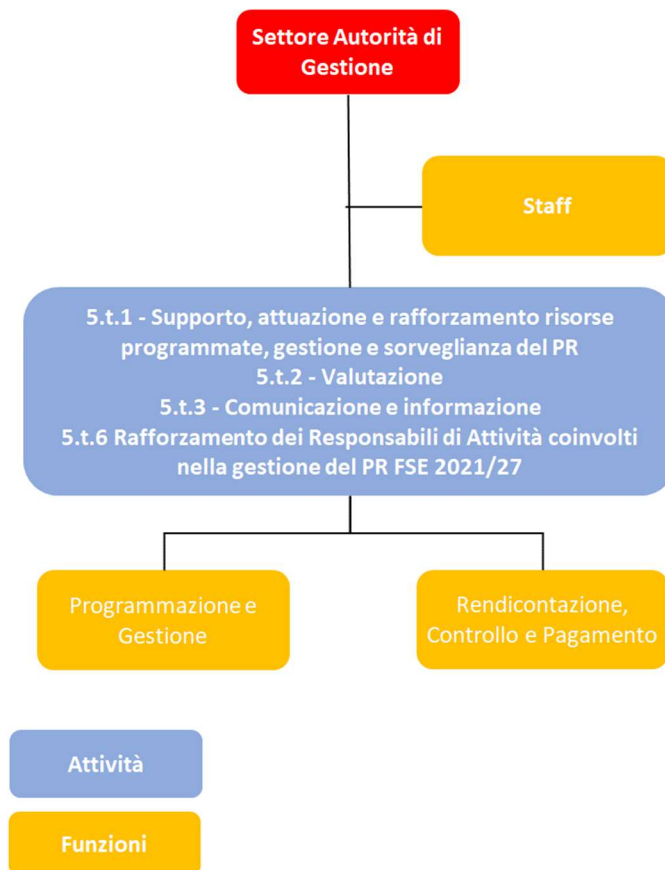 Settore Autorità di
Gestione
Staff
5.t.1 - Supporto, attuazione e rafforzamento risorse
programmate, gestione e sorveglianza del PR
5.t.2 - Valutazione
5.t.3 - Comunicazione e informazione
5.t.6 Rafforzamento dei Responsabili di Attività coinvolti
nella gestione del PR FSE 2021/27
Programmazione e
Gestione
Rendicontazione,
Controllo e Pagamento
Attività
Funzioni